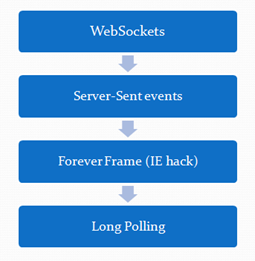 WebSockets
Server-Sent events
Forever Frame (IE hack)
Long Polling